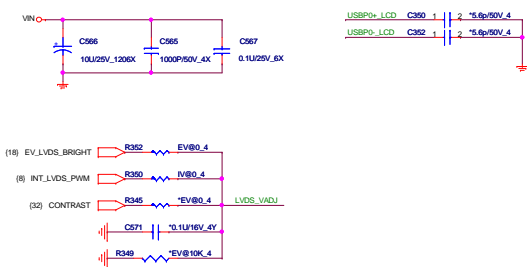 VIN
C566
10U/25V_1206X
C565
1000P/50V_4X
C567
0.1U/25V_6X
USBP0+_LCD C350 1 2 *5.6p/50V_4
USBP0-_LCD C352 1 2 *5.6p/50V_4
(18) EV_LVDS_BRIGHT R352 EV@0_4
(8) INT_LVDS_PWM R350 IV@0_4
(32) CONTRAST R345 *EV@0_4 LVDS_VADJ
C571 *0.1U/16V_4Y
R349 *EV@10K_4